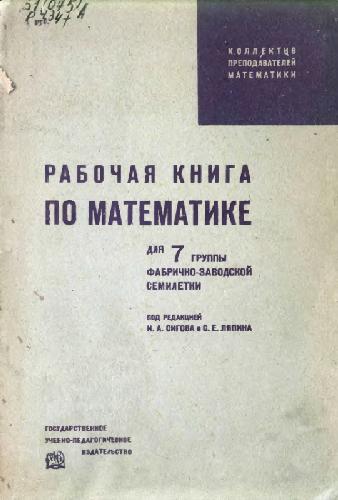 КОЛЛЕКТИВ
ПРЕПОДАВАТЕЛЕЙ
МАТЕМАТИКИ
РАБОЧАЯ КНИГА
ПО МАТЕМАТИКЕ
ДЛЯ 7 ГРУППЫ
ФАБРИЧНО-ЗАВОДСКОЙ
СЕМИЛЕТКИ
ПОД РЕДАКЦИЕЙ
И. А. СИГОВА и С. Е. ЛЯПИНА
ГОСУДАРСТВЕННОЕ
УЧЕБНО-ПЕДАГОГИЧЕСКОЕ
ИЗДАТЕЛЬСТВО